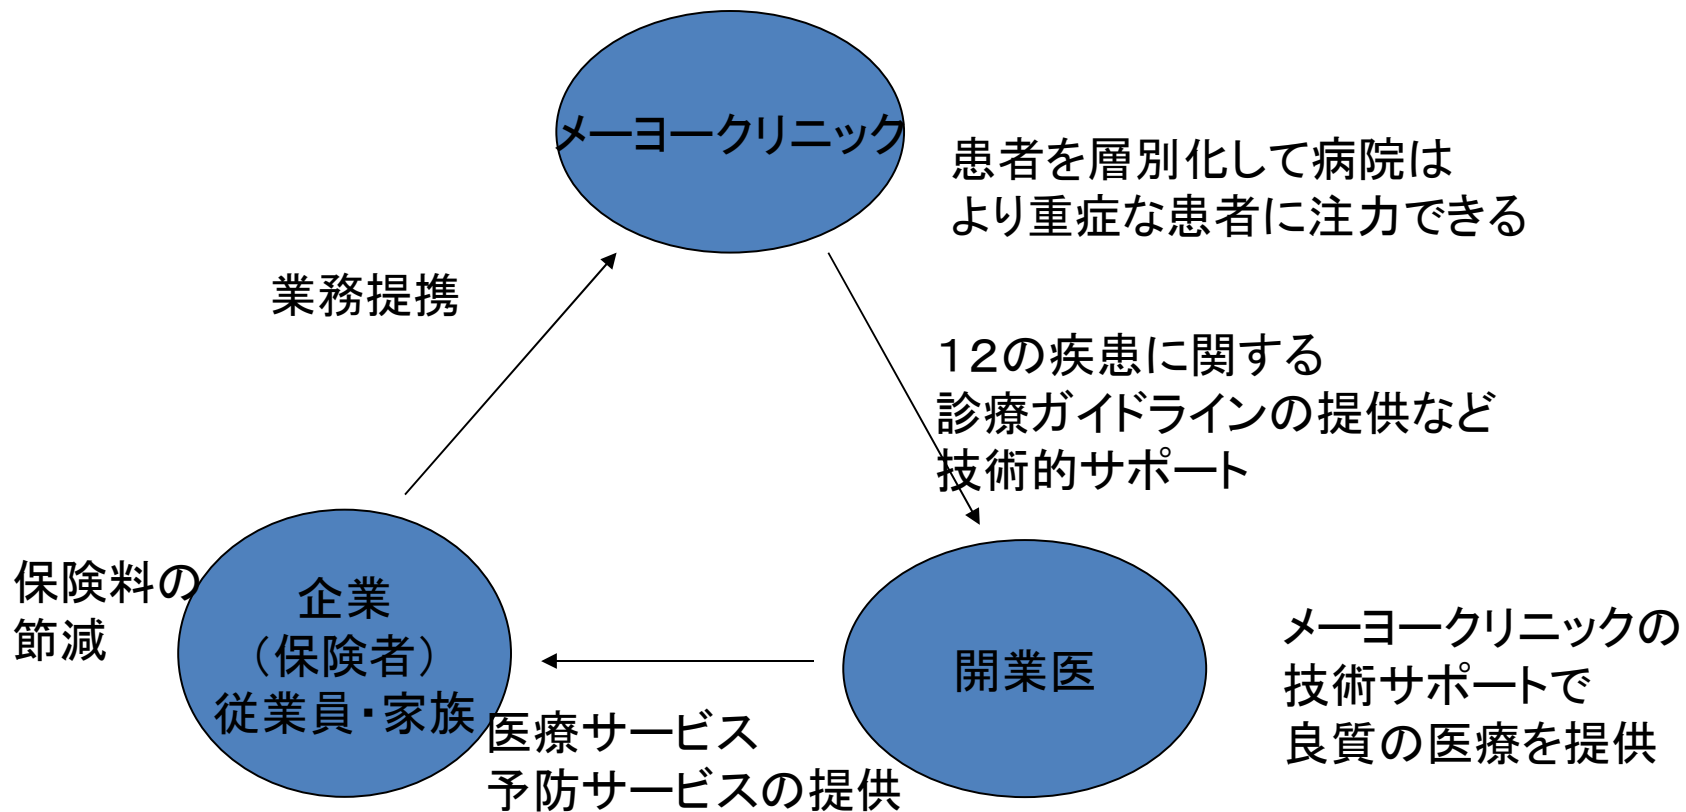 メーヨークリニック
患者を層別化して病院は
より重症な患者に注力できる
業務提携
１２の疾患に関する
診療ガイドラインの提供など
技術的サポート
保険料の
節減
企業
（保険者）
従業員・家族
開業医
メーヨークリニックの
技術サポートで
良質の医療を提供
医療サービス
予防サービスの提供